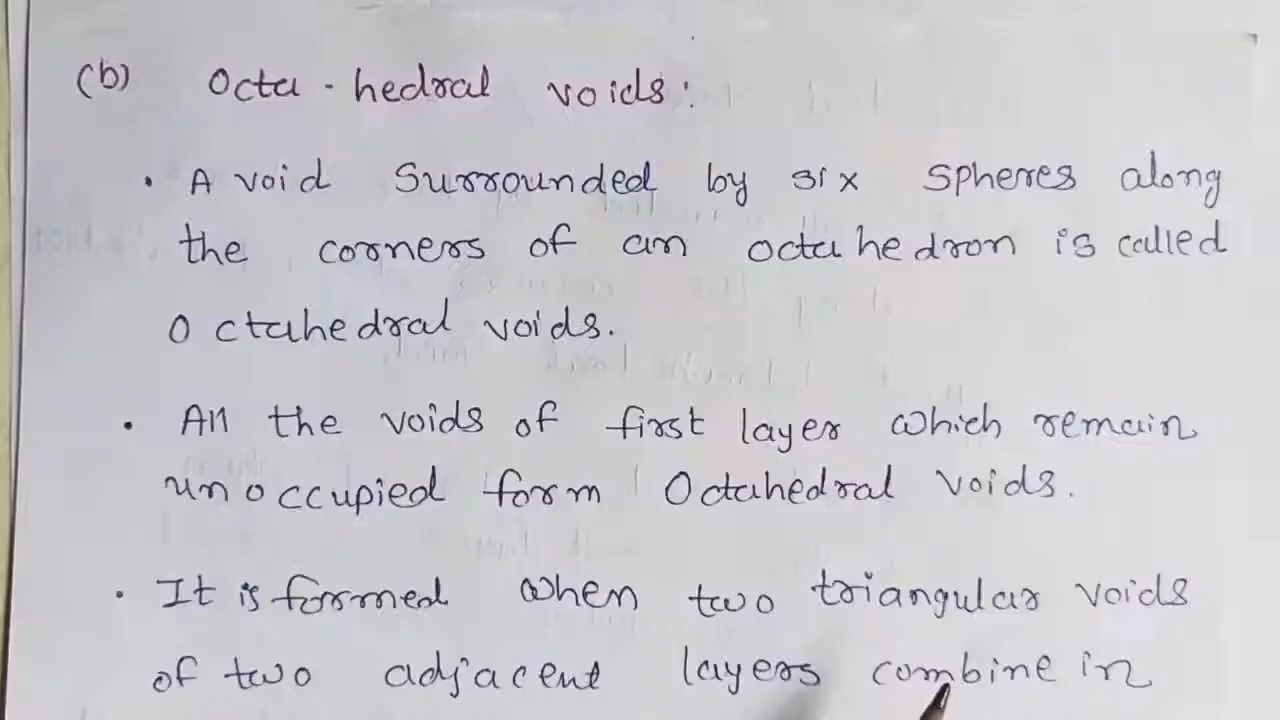 (b) Octa-hedral voids:
• A void surrounded by six spheres along
the corners of an octahedron is called
Octahedral voids.
• All the voids of first layer which remain
unoccupied form Octahedral voids.
• It is formed when two triangular voids
of two adjacent layers combine in